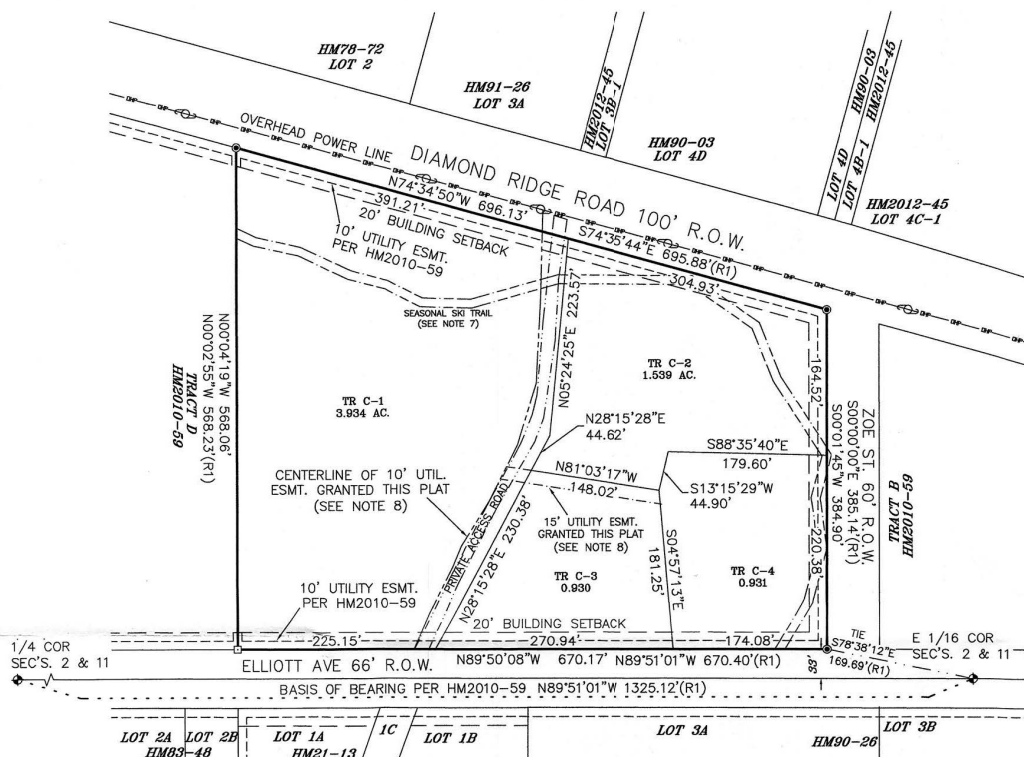 HM78-72
LOT 2
HM91-26
LOT 3A
HM2012-45
LOT 3B-1
HM90-03
LOT 4D
LOT 4D HM90-03
LOT 4B-1 HM2012-45
HM2012-45
LOT 4C-1
OVERHEAD POWER LINE
DIAMOND RIDGE ROAD 100' R.O.W.
N74°34'50"W 696.13'
S74°35'44"E 695.88'(R1)
391.21'
304.93'
20' BUILDING SETBACK
10' UTILITY ESMT.
PER HM2010-59
SEASONAL SKI TRAIL
(SEE NOTE 7)
N05°24'25"E 223.57'
TR C-2
1.539 AC.
TR C-1
3.934 AC.
N00°04'19"W 568.06'
N00°02'55"W 568.23'(R1)
TRACT D
HM2010-59
164.52'
ZOE ST. 60' R.O.W.
S00°00'00"E 385.14'(R1)
S00°01'45"W 384.90'
TRACT B
HM2010-59
N28°15'28"E
44.62'
S88°35'40"E
179.60'
N81°03'17"W
148.02'
S13°15'29"W
44.90'
CENTERLINE OF 10' UTIL.
ESMT. GRANTED THIS PLAT
(SEE NOTE 8)
PRIVATE ACCESS ROAD
N28°15'28"E 230.38'
15' UTILITY ESMT.
GRANTED THIS PLAT
(SEE NOTE 8)
S04°57'13"E
181.25'
220.38'
TR C-3
0.930
TR C-4
0.931
10' UTILITY ESMT.
PER HM2010-59
20' BUILDING SETBACK
225.15'
270.94'
174.08'
TIE
S78°38'12"E
169.69'(R1)
1/4 COR
SEC'S. 2 & 11
E 1/16 COR
SEC'S. 2 & 11
ELLIOTT AVE 66' R.O.W.
N89°50'08"W 670.17' N89°51'01"W 670.40'(R1)
33'
BASIS OF BEARING PER HM2010-59 N89°51'01"W 1325.12'(R1)
LOT 2A
LOT 2B
HM83-48
LOT 1A
HM21-13
1C
LOT 1B
LOT 3A
HM90-26
LOT 3B